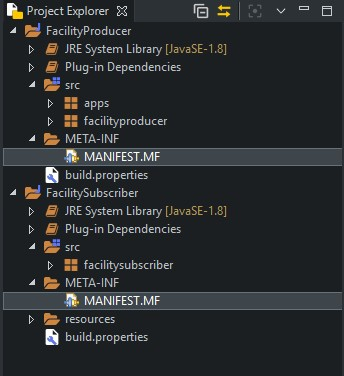 Project Explorer
FacilityProducer
JRE System Library [JavaSE-1.8]
Plug-in Dependencies
src
apps
facilityproducer
META-INF
MANIFEST.MF
build.properties
FacilitySubscriber
JRE System Library [JavaSE-1.8]
Plug-in Dependencies
src
facilitysubscriber
META-INF
MANIFEST.MF
resources
build.properties